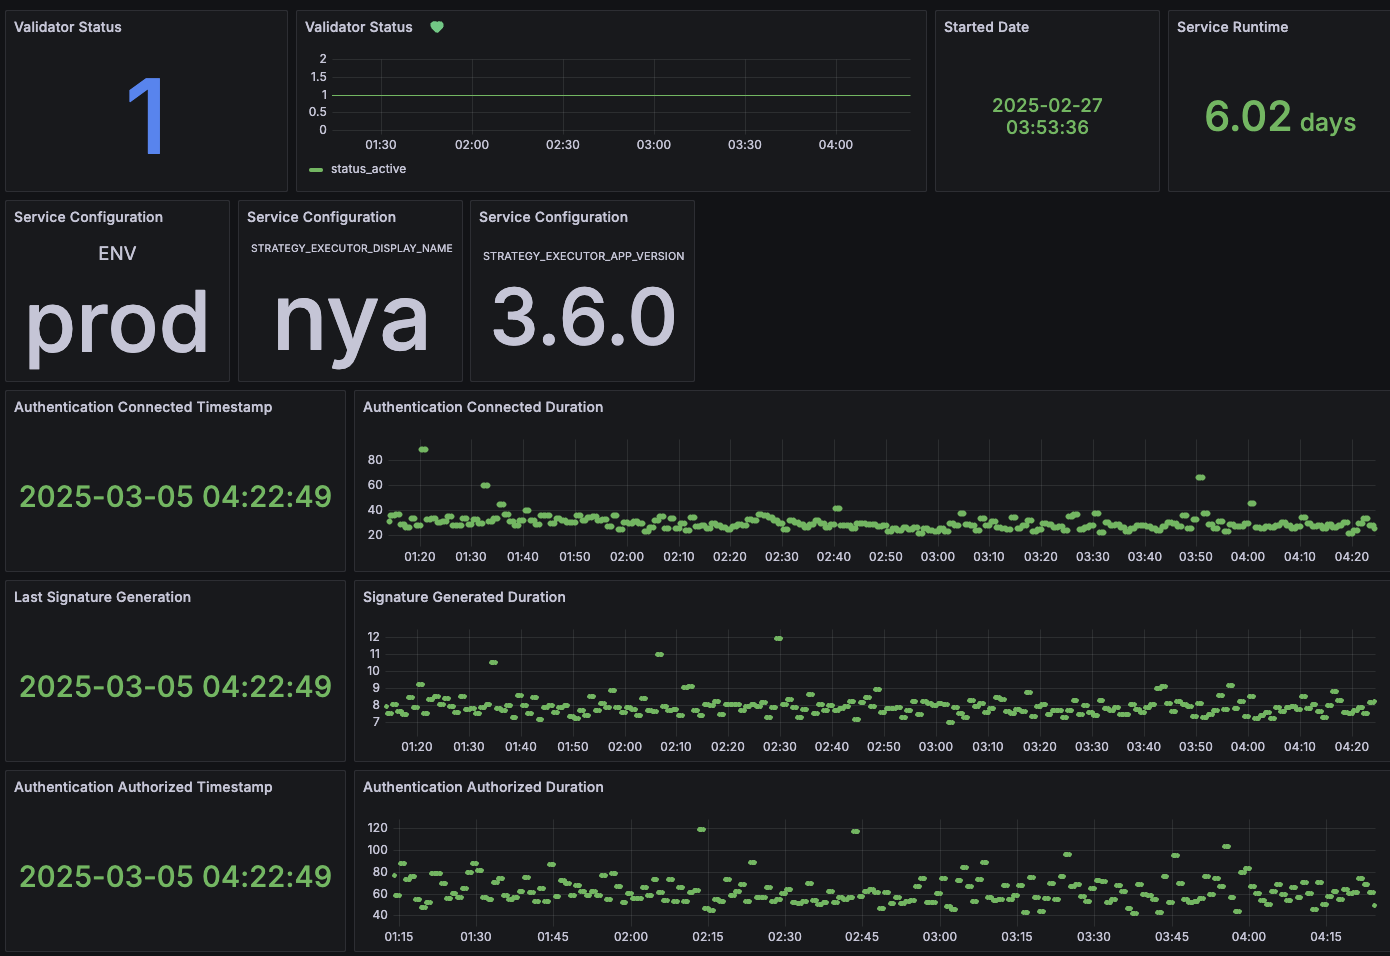 Validator Status
1
Validator Status
2
1.5
1
0.5
0
01:30 02:00 02:30 03:00 03:30 04:00
status_active
Started Date
2025-02-27
03:53:36
Service Runtime
6.02 days
Service Configuration
ENV
prod
Service Configuration
STRATEGY_EXECUTOR_DISPLAY_NAME
nya
Service Configuration
STRATEGY_EXECUTOR_APP_VERSION
3.6.0
Authentication Connected Timestamp
2025-03-05 04:22:49
Authentication Connected Duration
80
60
40
20
01:20 01:30 01:40 01:50 02:00 02:10 02:20 02:30 02:40 02:50 03:00 03:10 03:20 03:30 03:40 03:50 04:00 04:10 04:20
Last Signature Generation
2025-03-05 04:22:49
Signature Generated Duration
12
11
10
9
8
7
01:20 01:30 01:40 01:50 02:00 02:10 02:20 02:30 02:40 02:50 03:00 03:10 03:20 03:30 03:40 03:50 04:00 04:10 04:20
Authentication Authorized Timestamp
2025-03-05 04:22:49
Authentication Authorized Duration
120
100
80
60
40
01:15 01:30 01:45 02:00 02:15 02:30 02:45 03:00 03:15 03:30 03:45 04:00 04:15